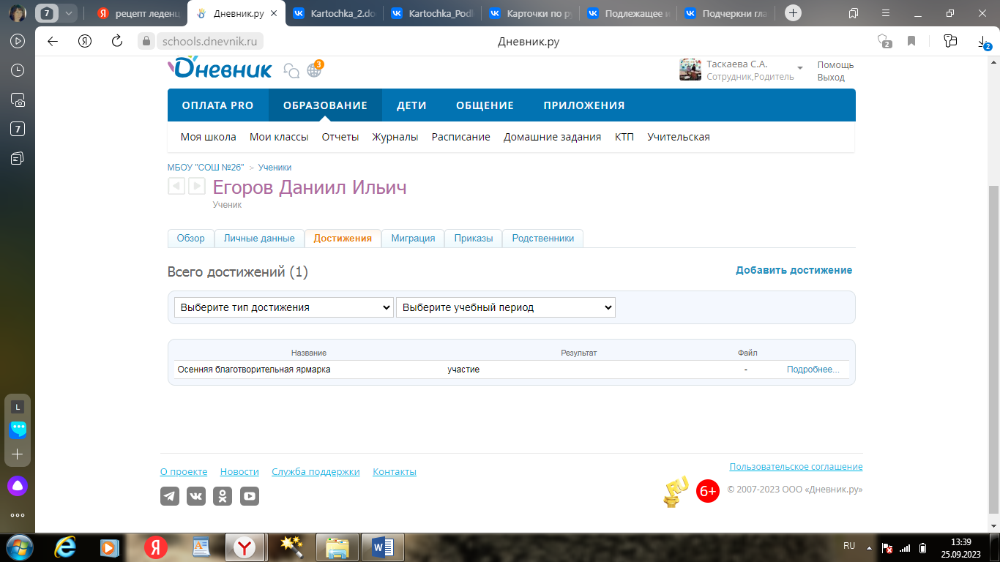 7
рецепт леденц
Дневник.ру
Kartochka_2.do
Kartochka_Podl
Карточки по ру
Подлежащее и
Подчеркни гла
schools.dnevnik.ru
Дневник.ру
2
2
7
Дневник
3
Таскаева С.А.
Сотрудник,Родитель
Помощь
Выход
ОПЛАТА PRO ОБРАЗОВАНИЕ ДЕТИ ОБЩЕНИЕ ПРИЛОЖЕНИЯ
Моя школа Мои классы Отчеты Журналы Расписание Домашние задания КТП Учительская
МБОУ "СОШ №26" > Ученики
Егоров Даниил Ильич
Ученик
Обзор Личные данные Достижения Миграция Приказы Родственники
Всего достижений (1)
Добавить достижение
Выберите тип достижения Выберите учебный период
Название Результат Файл
Осенняя благотворительная ярмарка участие - Подробнее...
L
О проекте Новости Служба поддержки Контакты
Пользовательское соглашение
RU
6+
© 2007-2023 ООО «Дневник.ру»
RU
13:39
25.09.2023